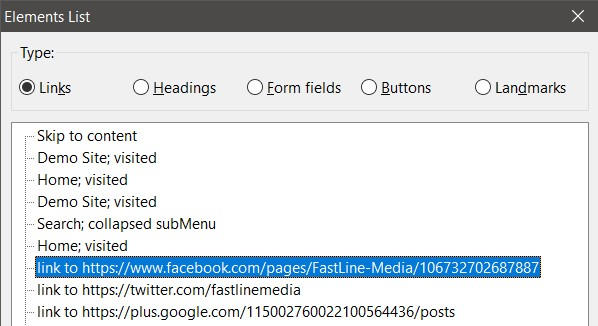 Elements List
Type:
Links
Headings
Form fields
Buttons
Landmarks
Skip to content
Demo Site; visited
Home; visited
Demo Site; visited
Search; collapsed subMenu
Home; visited
link to https://www.facebook.com/pages/FastLine-Media/106732702687887
link to https://twitter.com/fastlinemedia
link to https://plus.google.com/115002760022100564436/posts